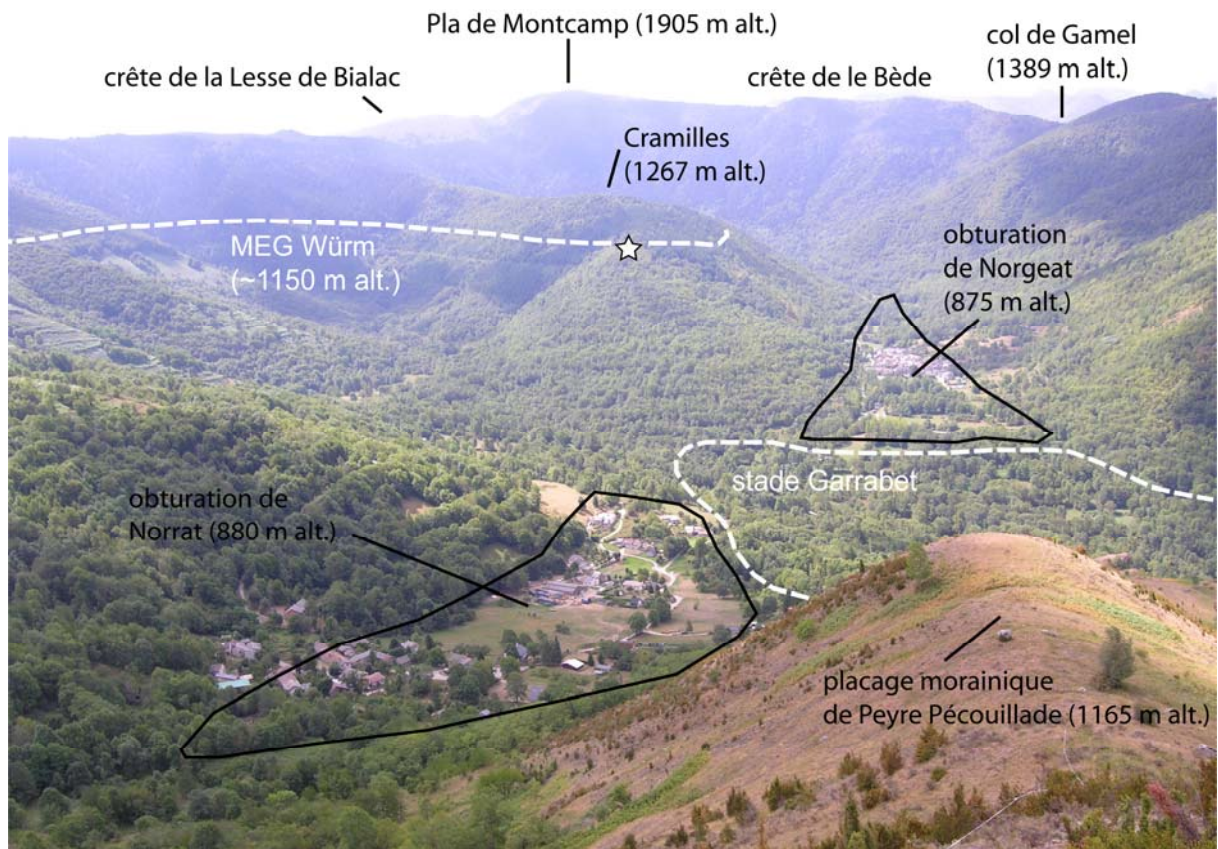 Pla de Montcamp (1905 m alt.)
col de Gamel
(1389 m alt.)
crête de la Lesse de Bialac
crête de le Bède
Cramilles
(1267 m alt.)
MEG Würm
(~1150 m alt.)
obturation
de Norgeat
(875 m alt.)
stade Garrabet
obturation de
Norrat (880 m alt.)
placage morainique
de Peyre Pécouillade (1165 m alt.)